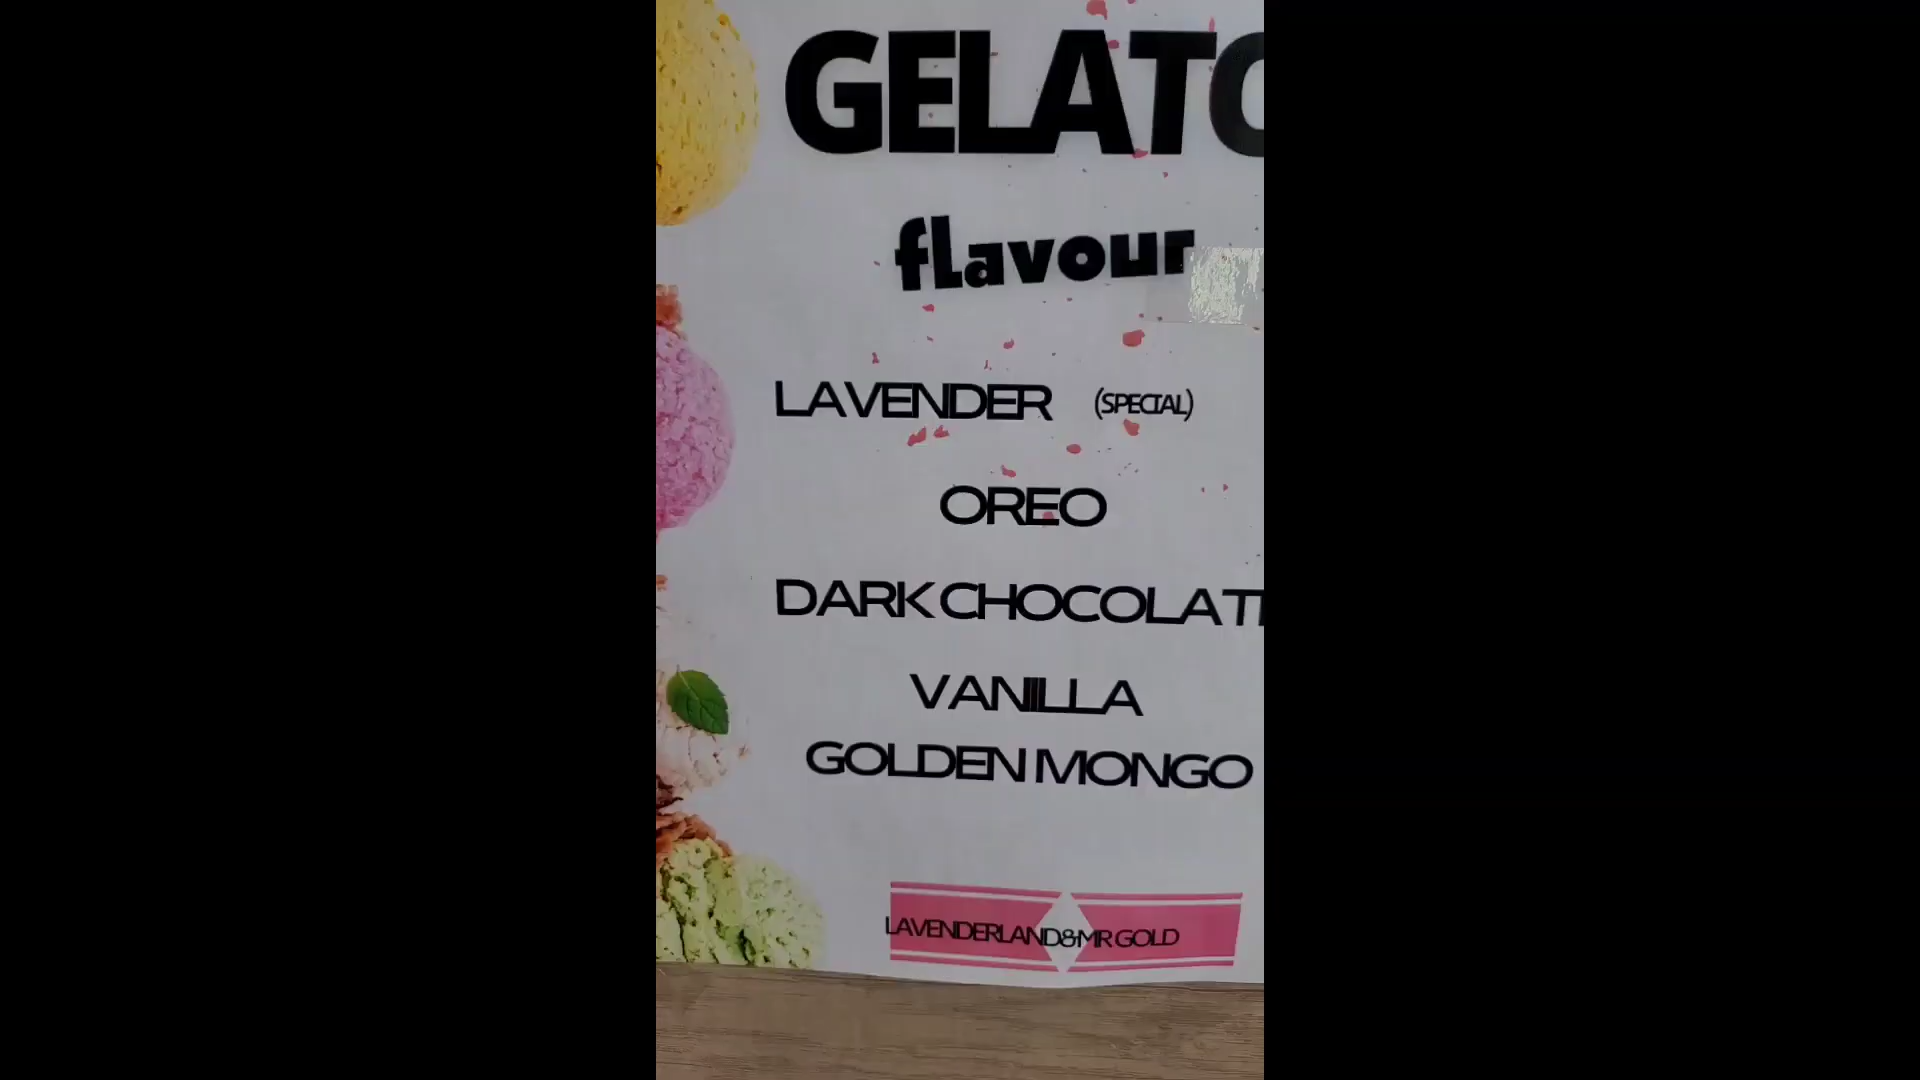 GELATO
fLavour
LAVENDER (SPECIAL)
OREO
DARK CHOCOLAT
VANILLA
GOLDEN MONGO
LAVENDERLAND&MR GOLD